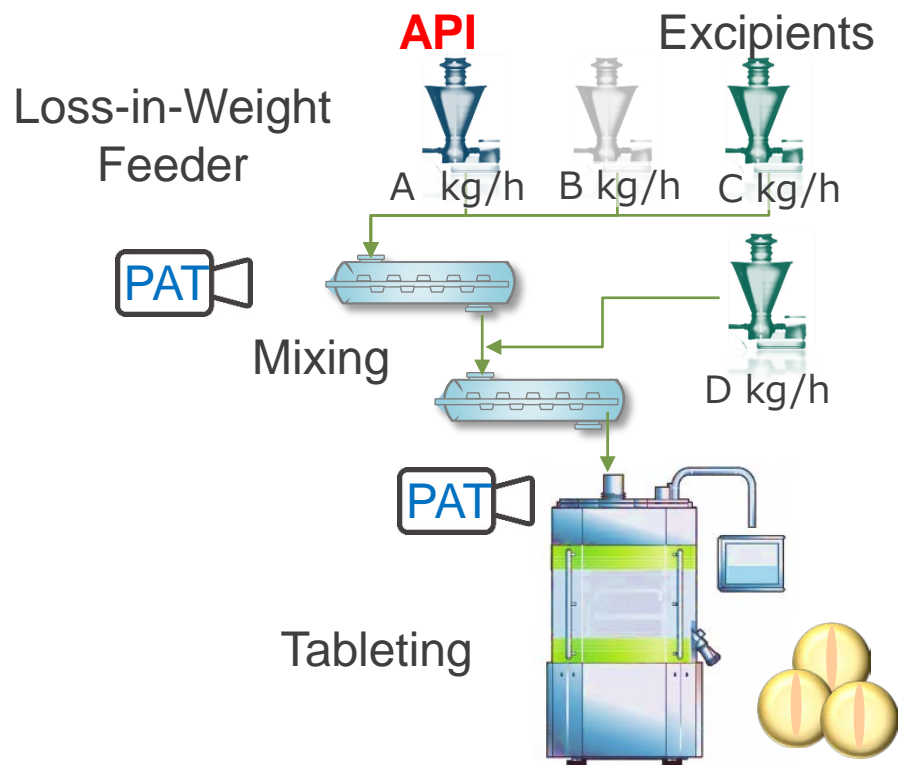 API
Excipients
Loss-in-Weight
Feeder
A kg/h
B kg/h
C kg/h
PAT
Mixing
D kg/h
PAT
Tableting